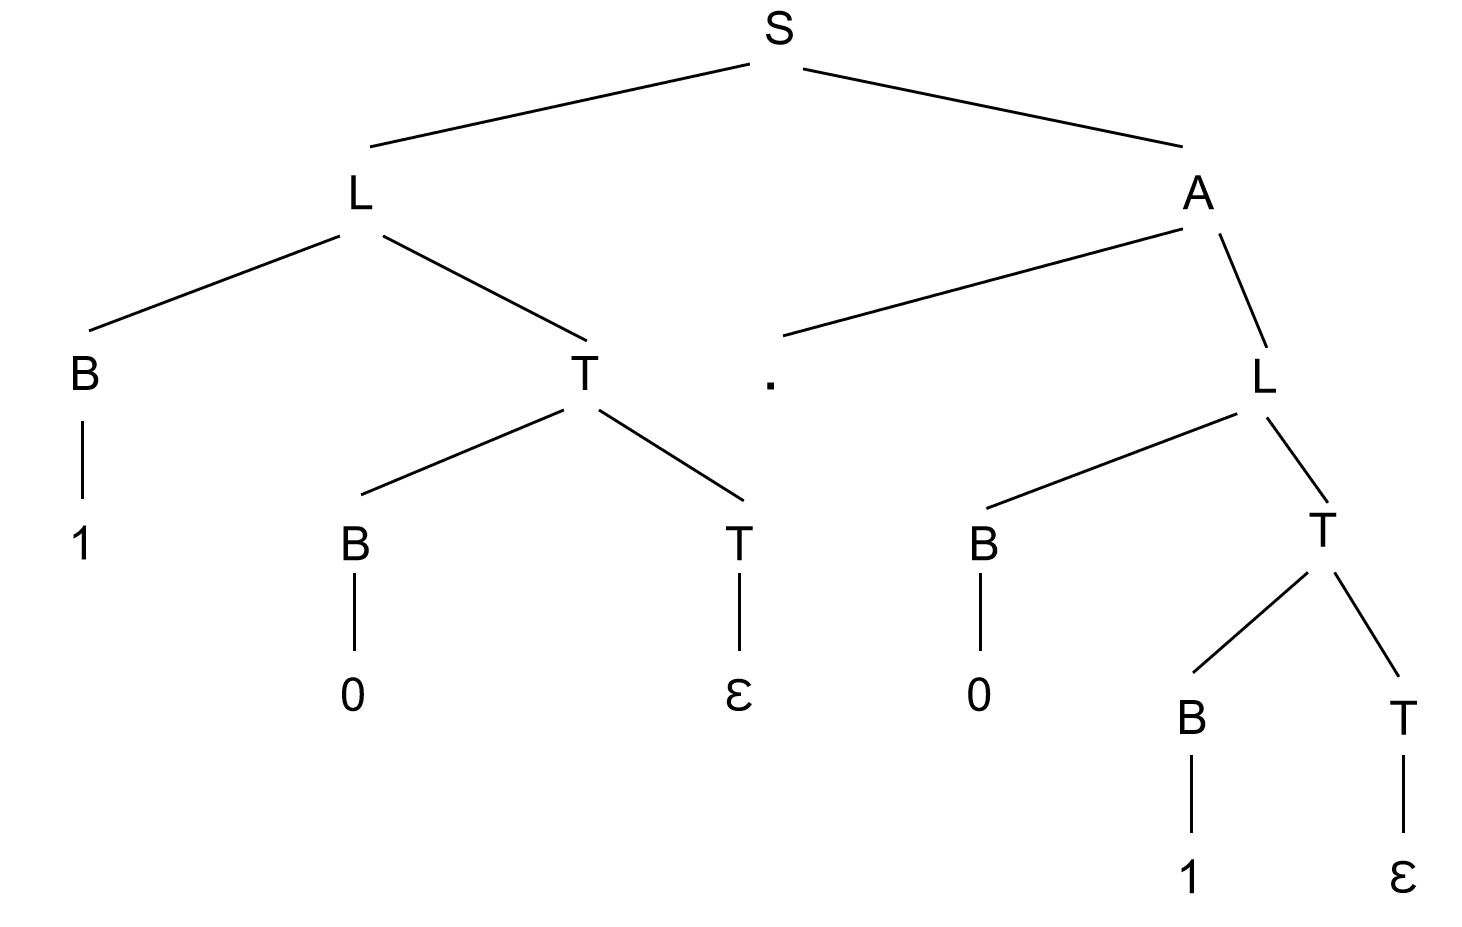 S
L A
B T . L
1 B T B T
0 ε 0 B T
1 ε